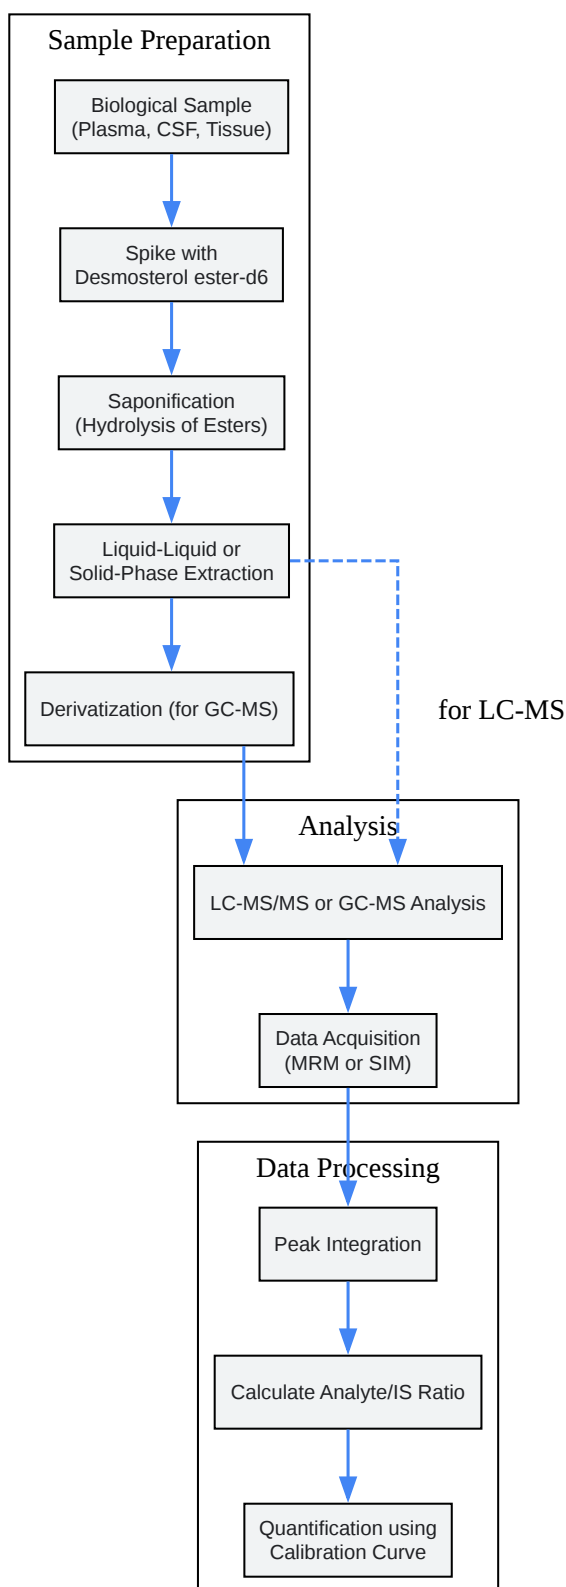 Sample Preparation
Biological Sample
(Plasma, CSF, Tissue)
Spike with
Desmosterol ester-d6
Saponification
(Hydrolysis of Esters)
Liquid-Liquid or
Solid-Phase Extraction
Derivatization (for GC-MS)
for LC-MS
Analysis
LC-MS/MS or GC-MS Analysis
Data Acquisition
(MRM or SIM)
Data Processing
Peak Integration
Calculate Analyte/IS Ratio
Quantification using
Calibration Curve